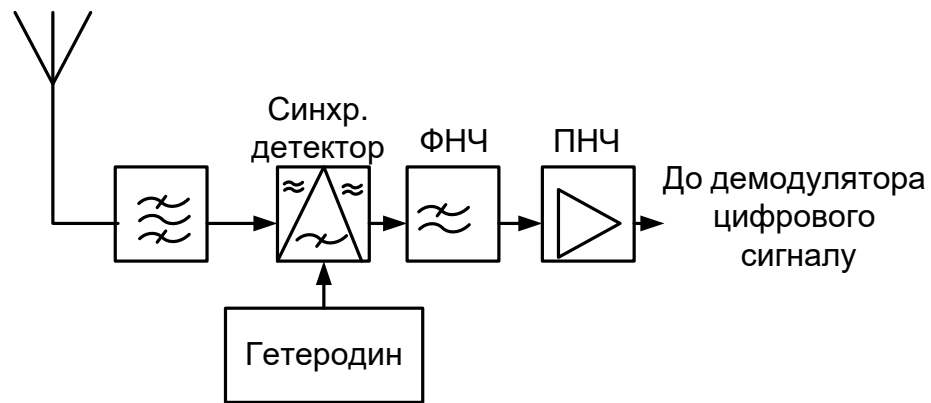 Синхр.
детектор
ФНЧ
ПНЧ
До демодулятора
цифрового
сигналу
Гетеродин